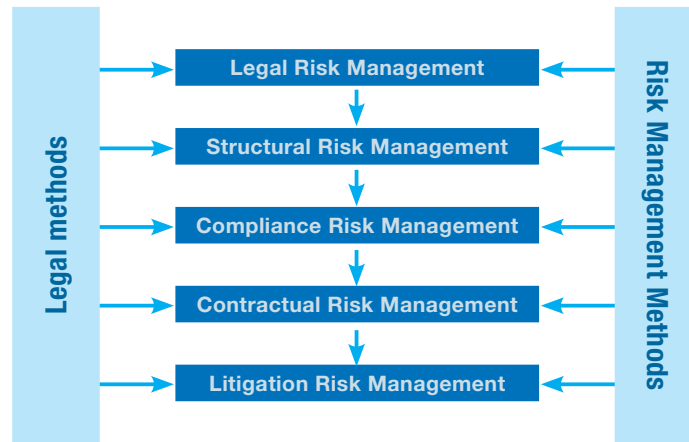 Legal methods
Legal Risk Management
Structural Risk Management
Compliance Risk Management
Contractual Risk Management
Litigation Risk Management
Risk Management Methods